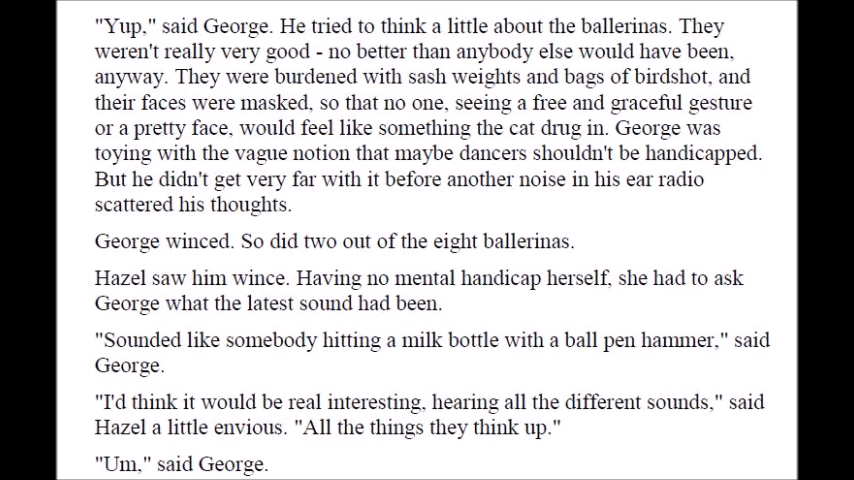 "Yup," said George. He tried to think a little about the ballerinas. They
weren't really very good - no better than anybody else would have been,
anyway. They were burdened with sash weights and bags of birdshot, and
their faces were masked, so that no one, seeing a free and graceful gesture
or a pretty face, would feel like something the cat drug in. George was
toying with the vague notion that maybe dancers shouldn't be handicapped.
But he didn't get very far with it before another noise in his ear radio
scattered his thoughts.
George winced. So did two out of the eight ballerinas.
Hazel saw him wince. Having no mental handicap herself, she had to ask
George what the latest sound had been.
"Sounded like somebody hitting a milk bottle with a ball pen hammer," said
George.
"I'd think it would be real interesting, hearing all the different sounds," said
Hazel a little envious. "All the things they think up."
"Um," said George.